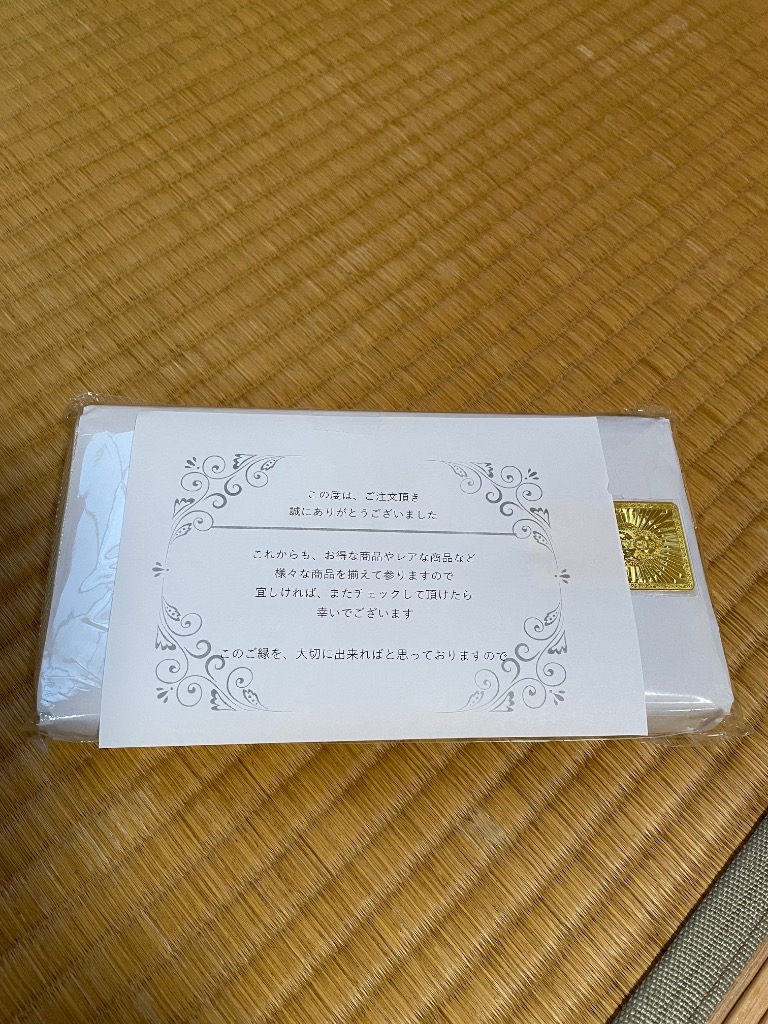 この度は、ご注文頂き
誠にありがとうございました
これからも、お得な商品やレアな商品など
様々な商品を揃えて参りますので
宜しければ、またチェックして頂けたら
幸いでございます
このご縁を、大切に出来ればと思っておりますので